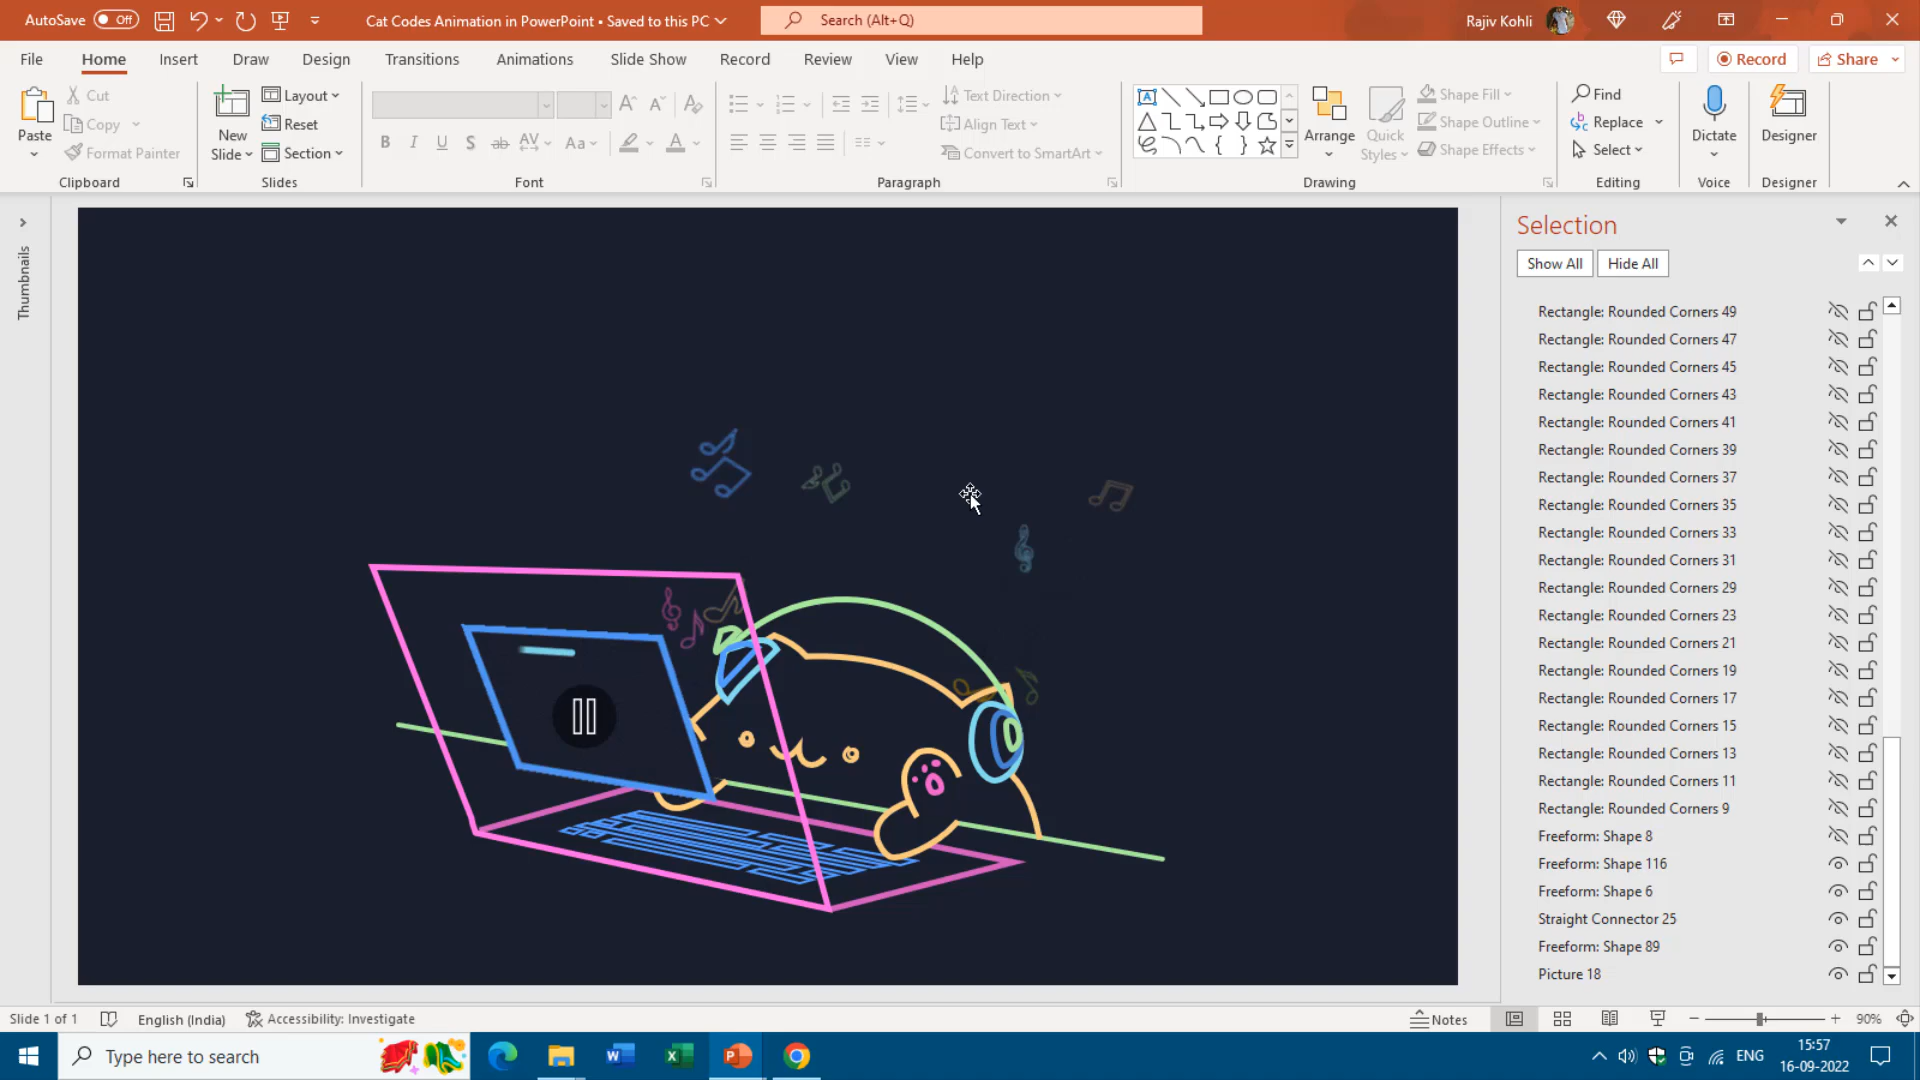 AutoSave Off Cat Codes Animation in PowerPoint • Saved to this PC Search (Alt+Q) Rajiv Kohli
File Home Insert Draw Design Transitions Animations Slide Show Record Review View Help Record Share
Paste
Cut
Copy
Format Painter
Clipboard
New
Slide
Layout
Reset
Section
Slides
Font
Text Direction
Align Text
Convert to SmartArt
Paragraph
Arrange
Quick
Styles
Shape Fill
Shape Outline
Shape Effects
Drawing
Find
Replace
Select
Editing
Dictate
Voice
Designer
Designer
Thumbnails
Selection
Show All Hide All
Rectangle: Rounded Corners 49
Rectangle: Rounded Corners 47
Rectangle: Rounded Corners 45
Rectangle: Rounded Corners 43
Rectangle: Rounded Corners 41
Rectangle: Rounded Corners 39
Rectangle: Rounded Corners 37
Rectangle: Rounded Corners 35
Rectangle: Rounded Corners 33
Rectangle: Rounded Corners 31
Rectangle: Rounded Corners 29
Rectangle: Rounded Corners 23
Rectangle: Rounded Corners 21
Rectangle: Rounded Corners 19
Rectangle: Rounded Corners 17
Rectangle: Rounded Corners 15
Rectangle: Rounded Corners 13
Rectangle: Rounded Corners 11
Rectangle: Rounded Corners 9
Freeform: Shape 8
Freeform: Shape 116
Freeform: Shape 6
Straight Connector 25
Freeform: Shape 89
Picture 18
Slide 1 of 1 English (India) Accessibility: Investigate Notes 90%
Type here to search ENG 15:57
16-09-2022